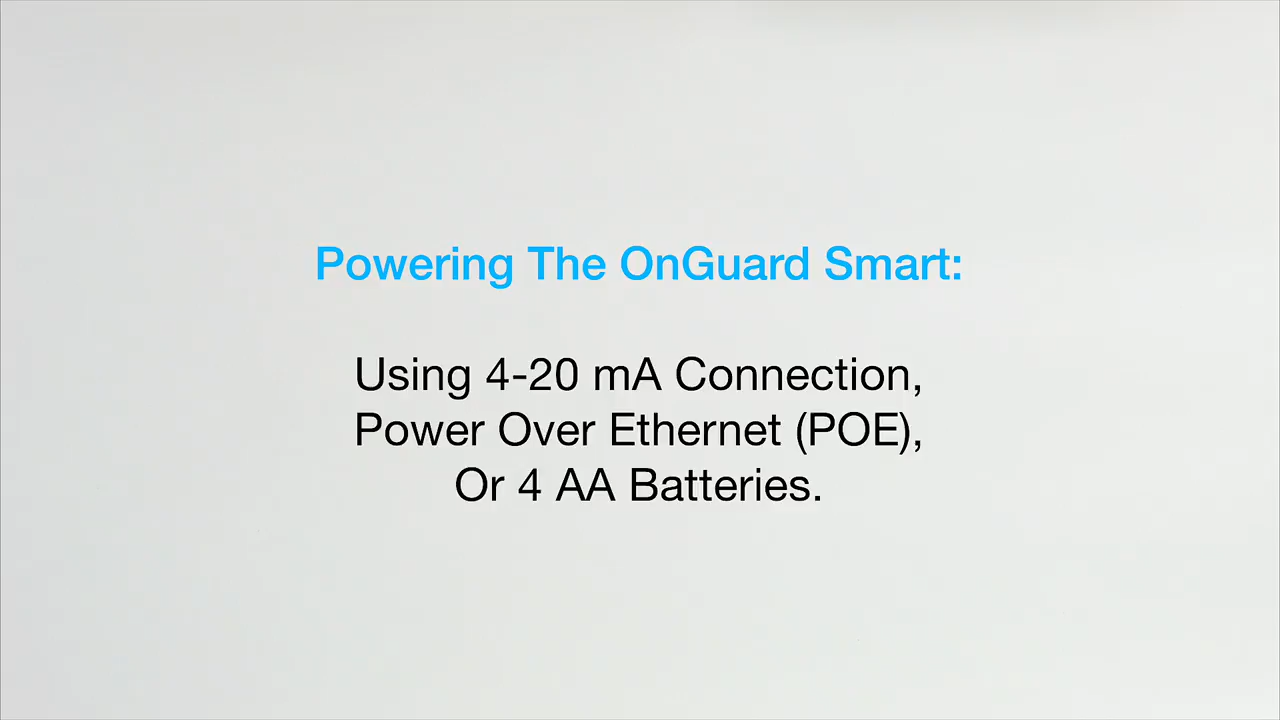 Powering The OnGuard Smart:
Using 4-20 mA Connection,
Power Over Ethernet (POE),
Or 4 AA Batteries.